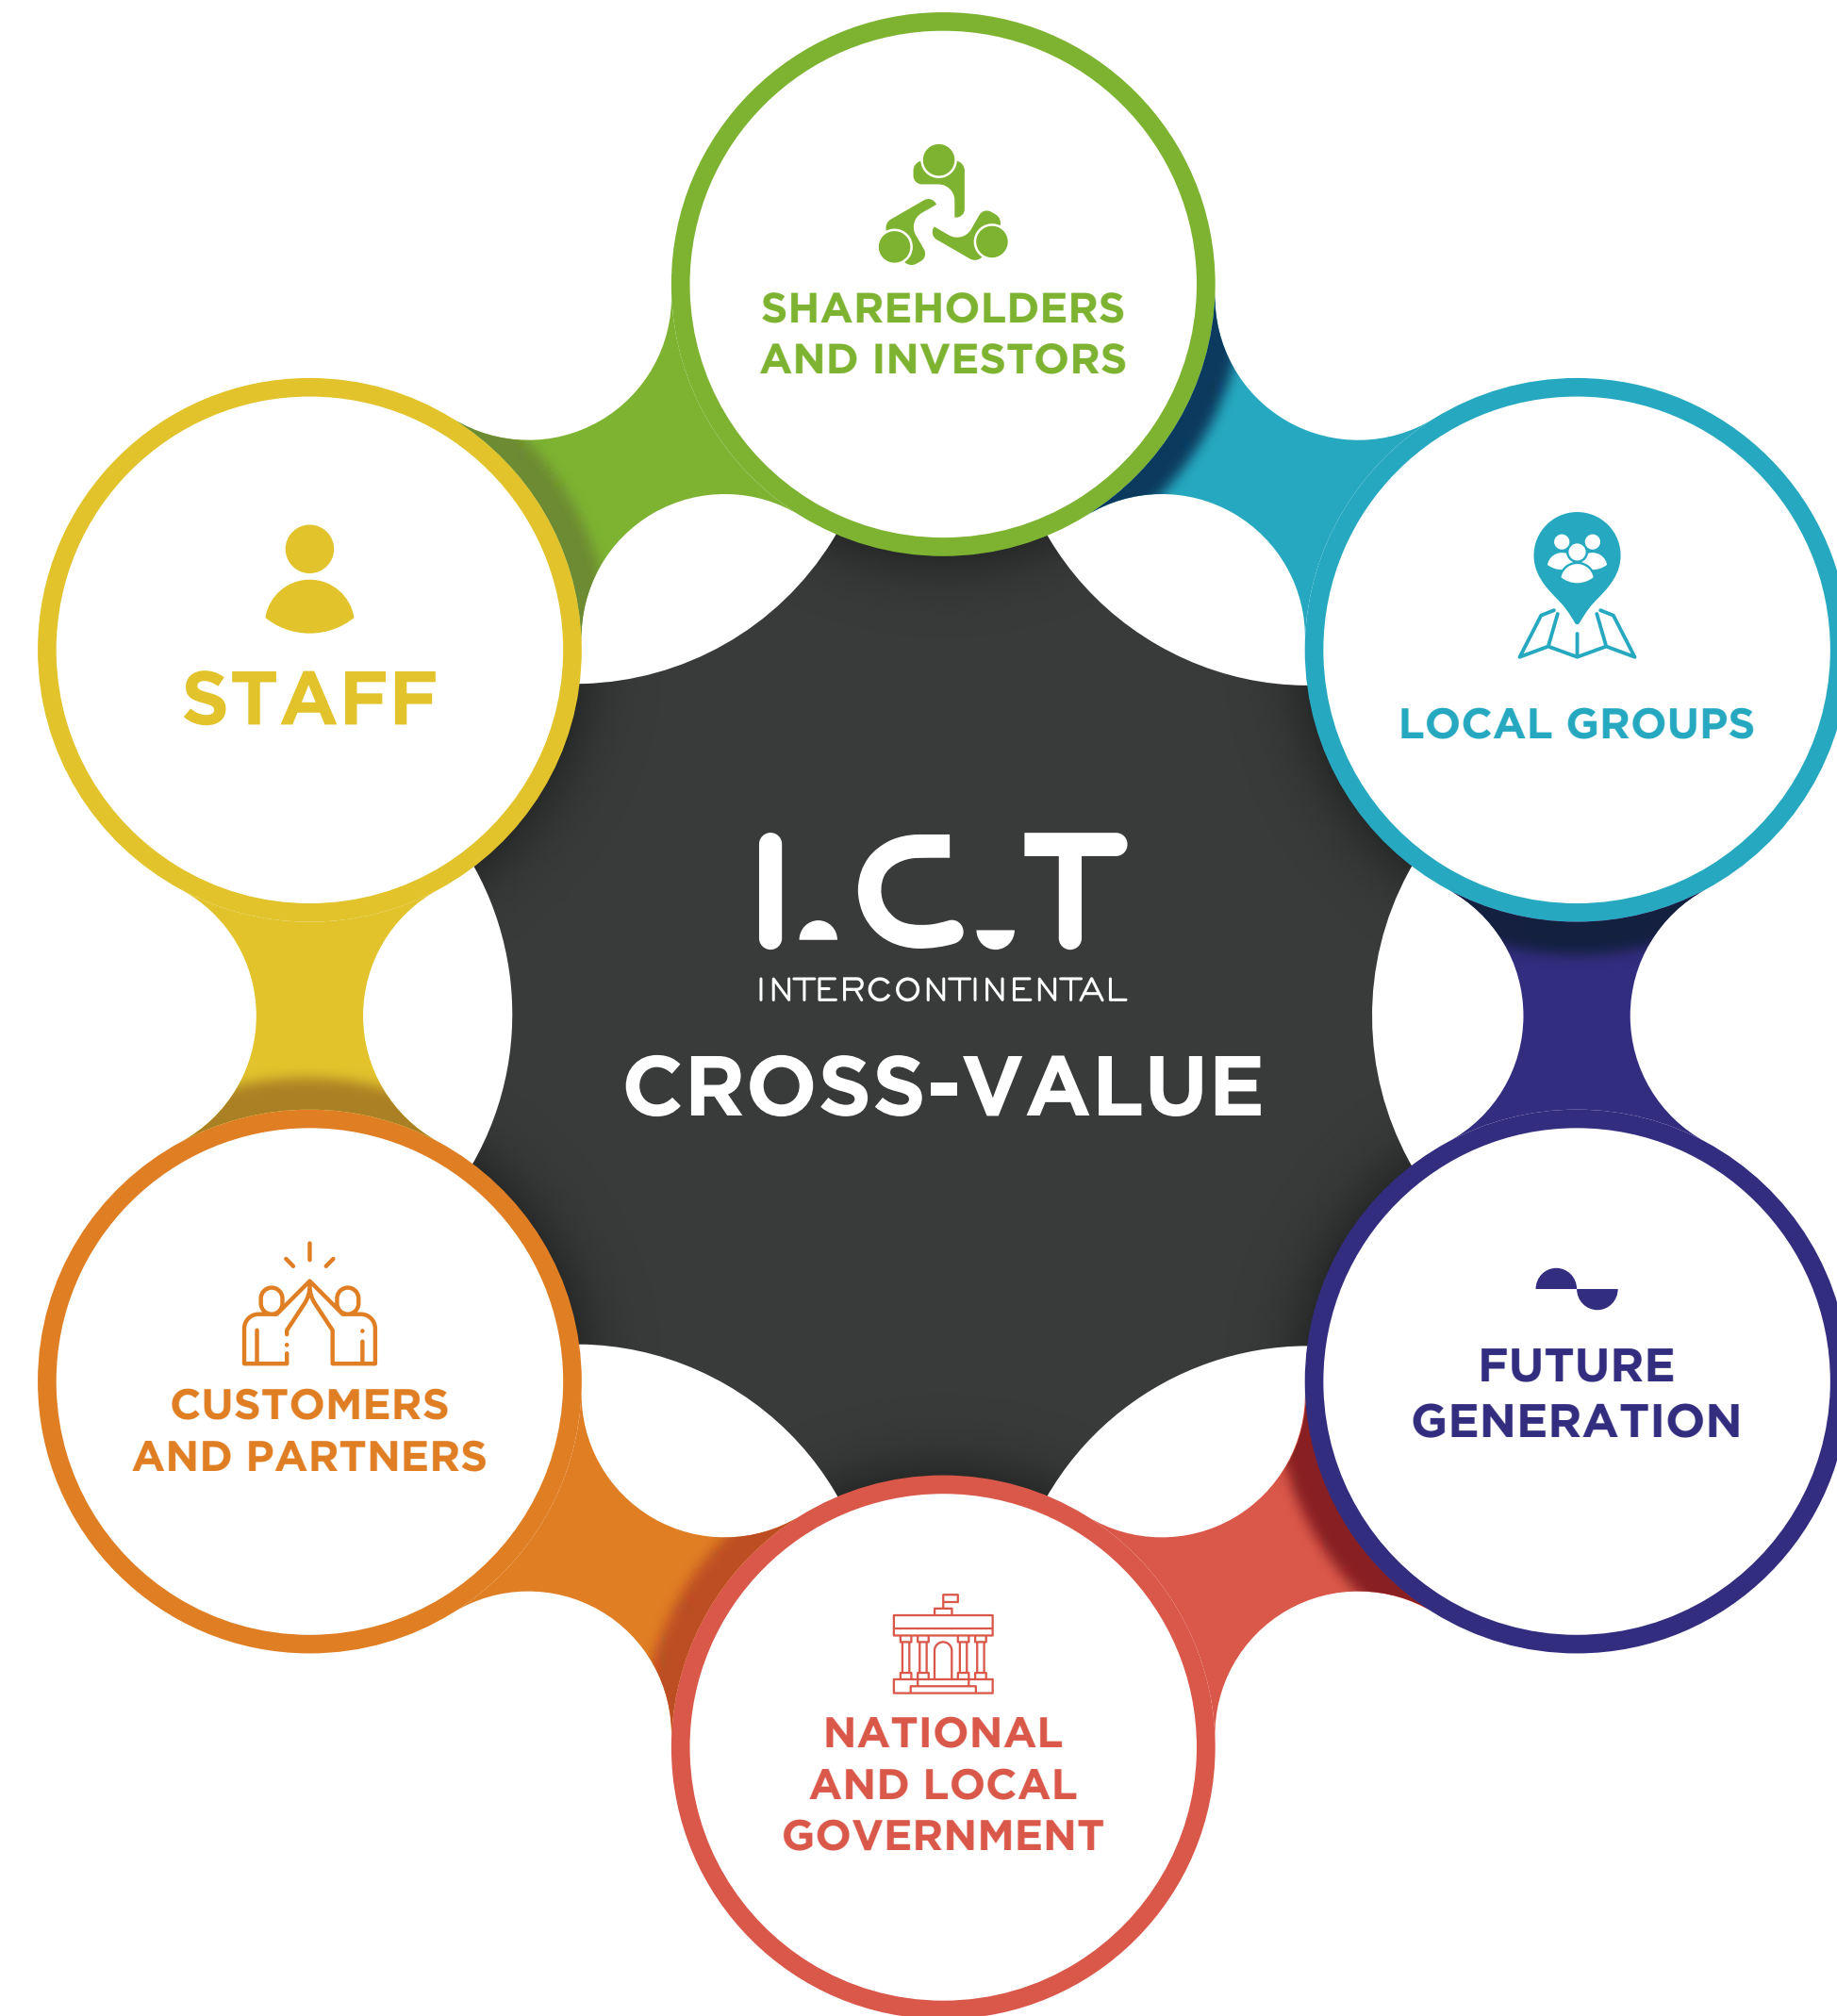 SHAREHOLDERS
AND INVESTORS
STAFF
LOCAL GROUPS
I.C.T
INTERCONTINENTAL
CROSS-VALUE
CUSTOMERS
AND PARTNERS
FUTURE
GENERATION
NATIONAL
AND LOCAL
GOVERNMENT